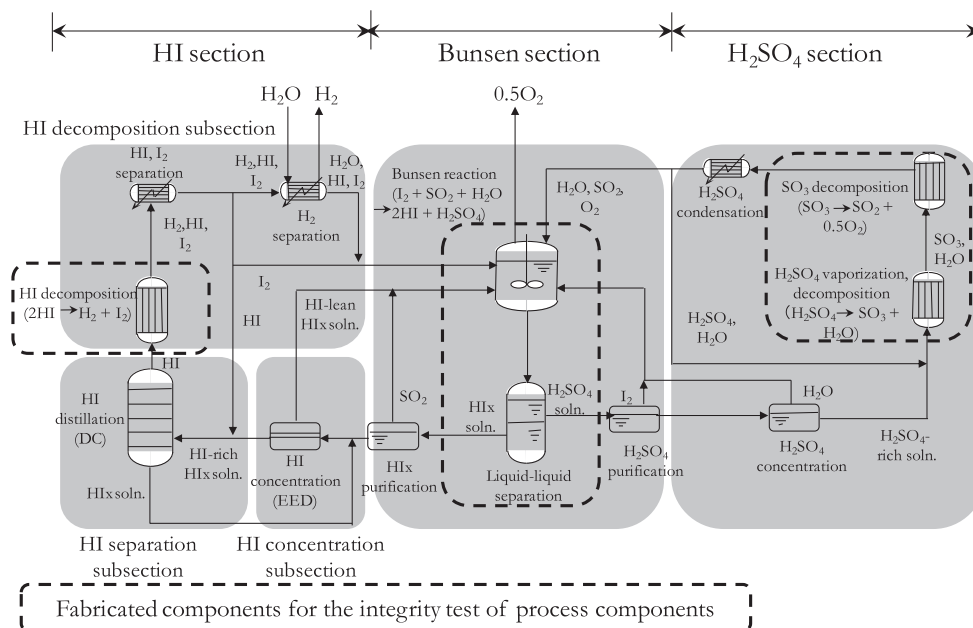 HI section
Bunsen section
H₂SO₄ section
H₂O
H₂
0.5O₂
HI decomposition subsection
HI, I₂
separation
H₂,HI,
I₂
H₂O,
HI, I₂
H₂
separation
H₂,HI,
I₂
HI decomposition
(2HI → H₂ + I₂)
HI
I₂
HI
HI-lean
HIx soln.
Bunsen reaction
(I₂ + SO₂ + H₂O
→ 2HI + H₂SO₄)
H₂O, SO₂,
O₂
H₂SO₄
condensation
SO₃ decomposition
(SO₃ → SO₂ +
0.5O₂)
SO₃,
H₂O
H₂SO₄ vaporization,
decomposition
(H₂SO₄ → SO₃ +
H₂O)
H₂SO₄,
H₂O
HI
distillation
(DC)
HI-rich
HIx soln.
HIx soln.
HI
concentration
(EED)
SO₂
HIx
purification
HIx
soln.
H₂SO₄
soln.
Liquid-liquid
separation
I₂
H₂SO₄
purification
H₂O
H₂SO₄
concentration
H₂SO₄-
rich soln.
HI separation
subsection
HI concentration
subsection
Fabricated components for the integrity test of process components